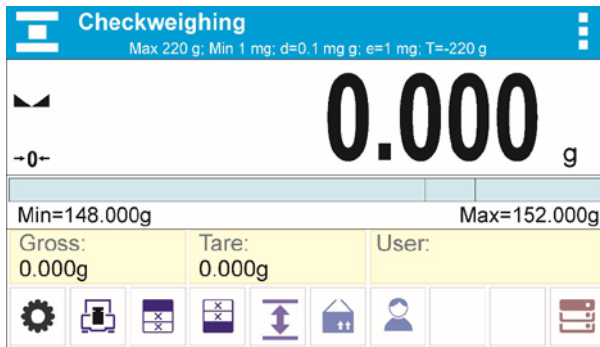 Checkweighing
Max 220 g; Min 1 mg; d=0.1 mg g; e=1 mg; T=-220 g
0.000 g
→0←
Min=148.000g Max=152.000g
Gross: Tare: User:
0.000g 0.000g